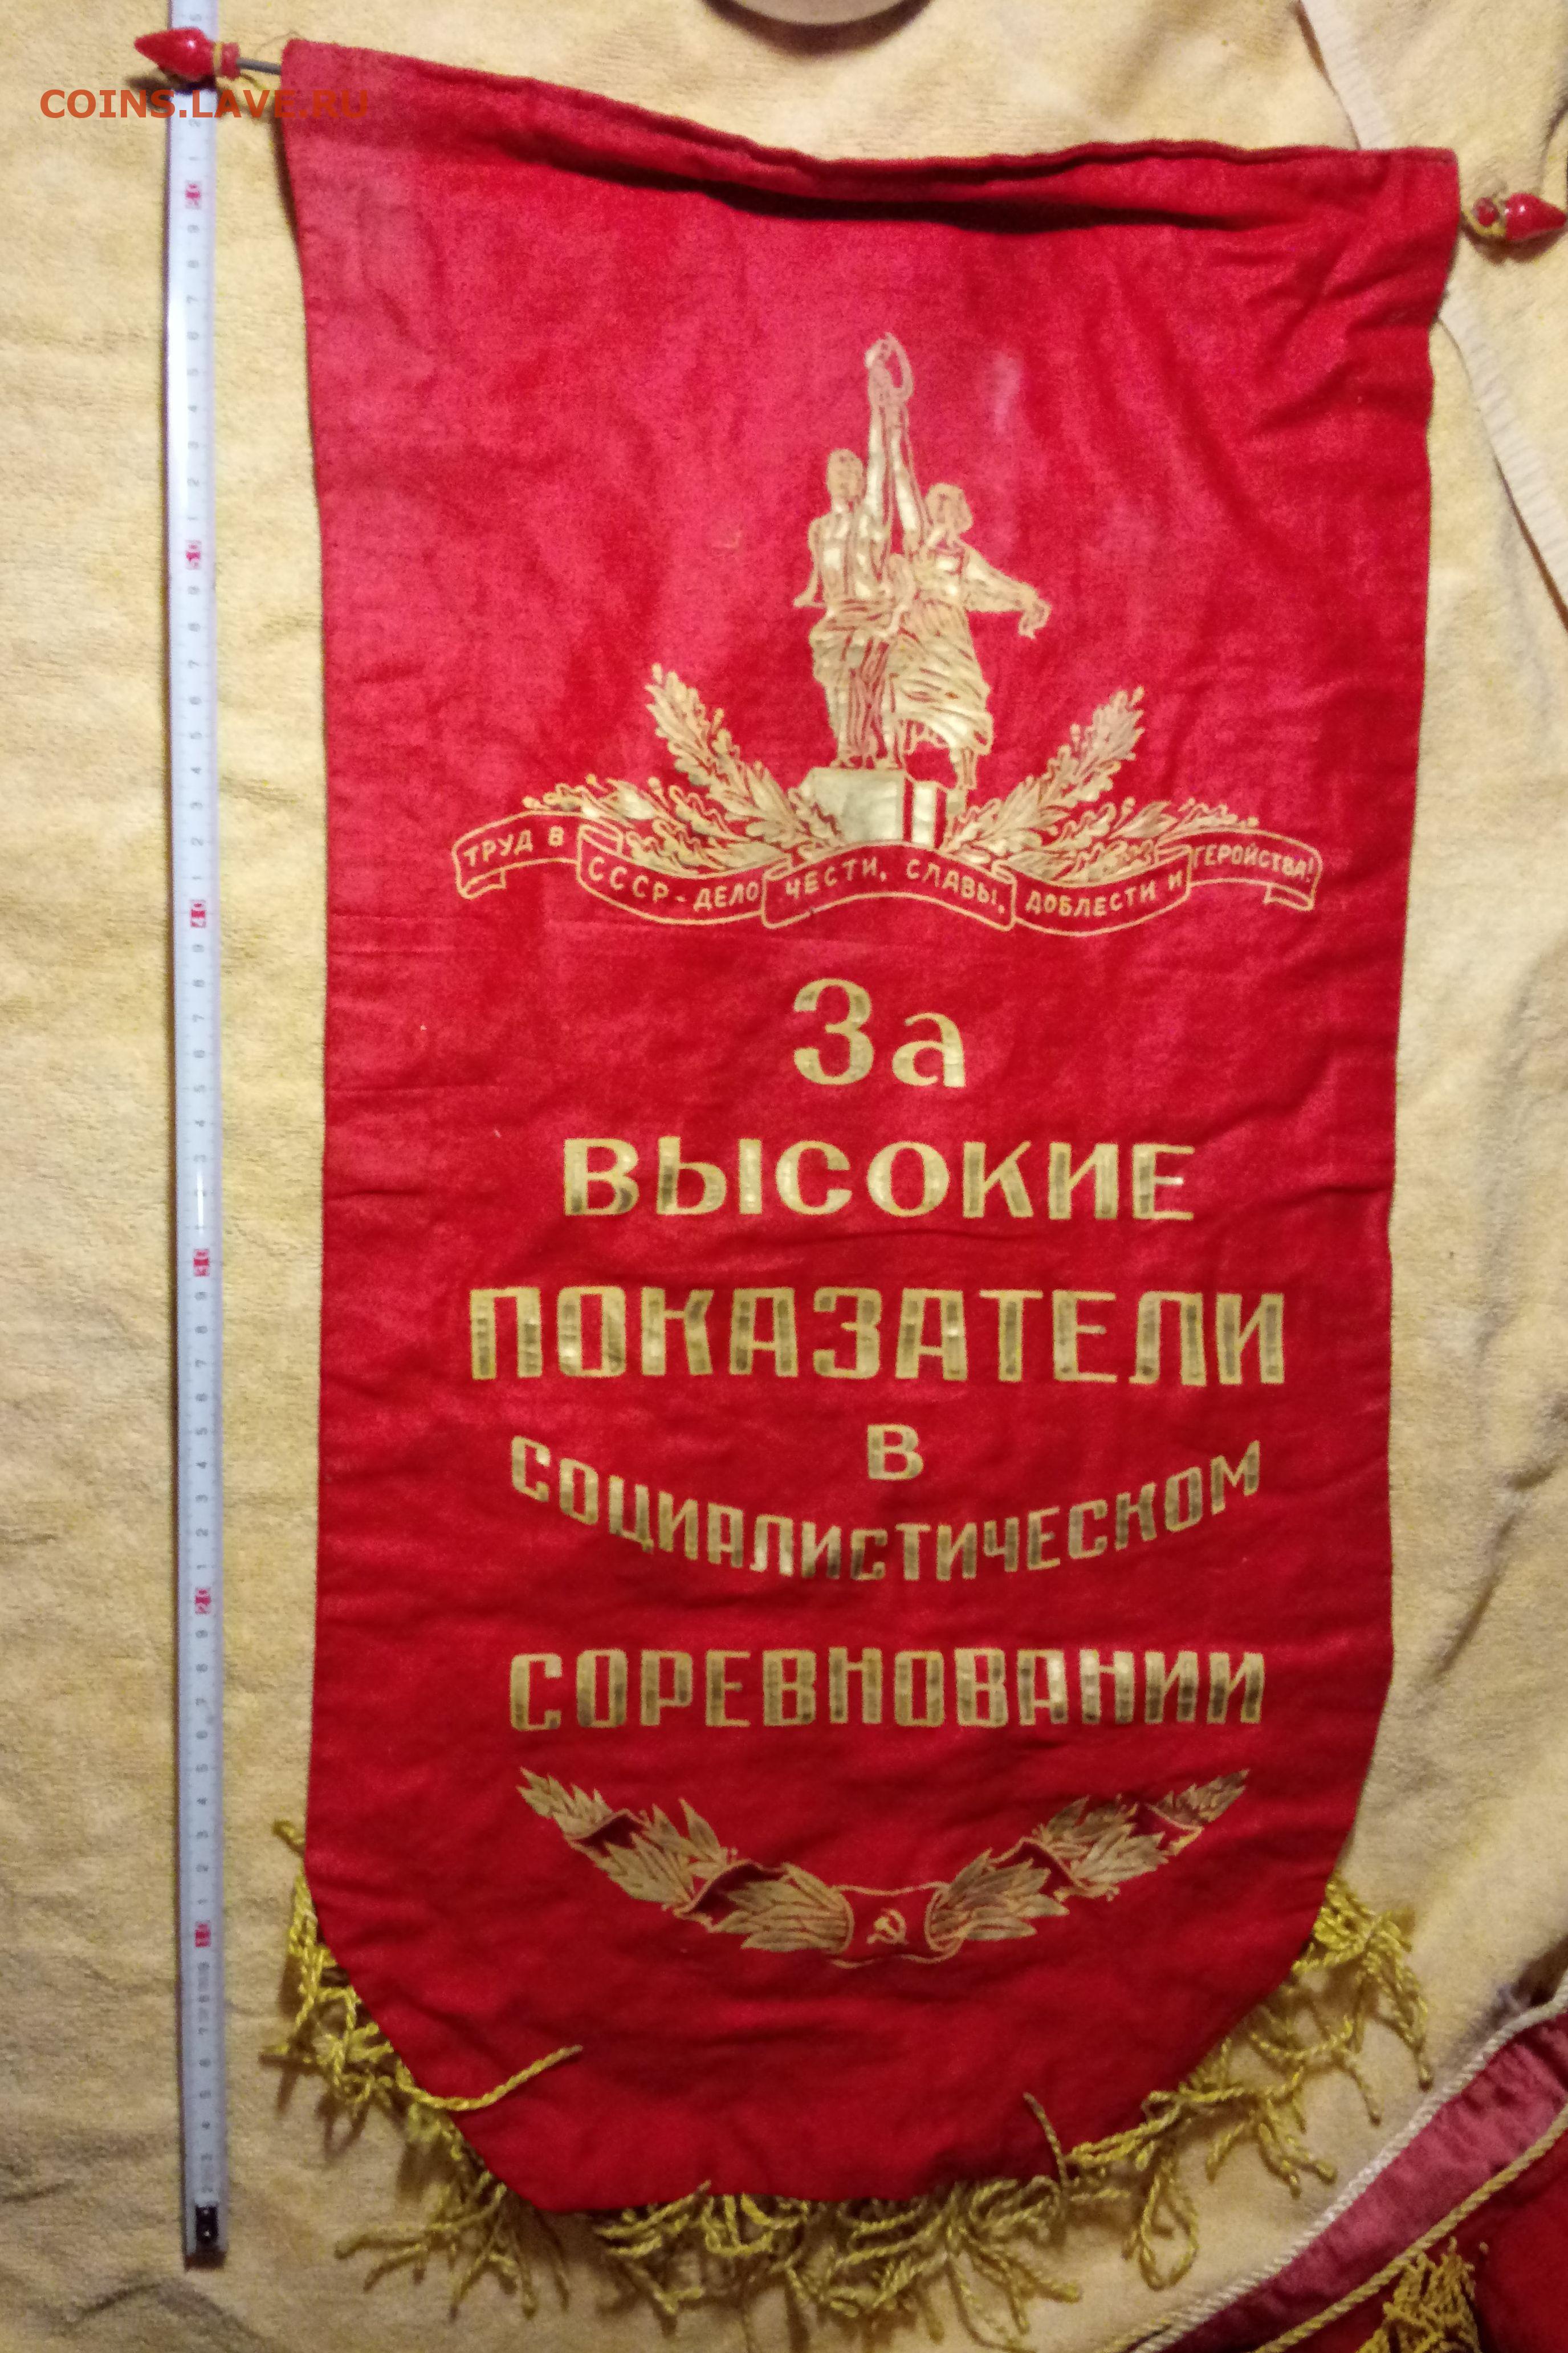 COINS.LAVE.RU
ТРУД В СССР - ДЕЛО ЧЕСТИ, СЛАВЫ, ДОБЛЕСТИ И ГЕРОЙСТВА!
За
ВЫСОКИЕ
ПОКАЗАТЕЛИ
В
СОЦИАЛИСТИЧЕСКОМ
СОРЕВНОВАНИИ